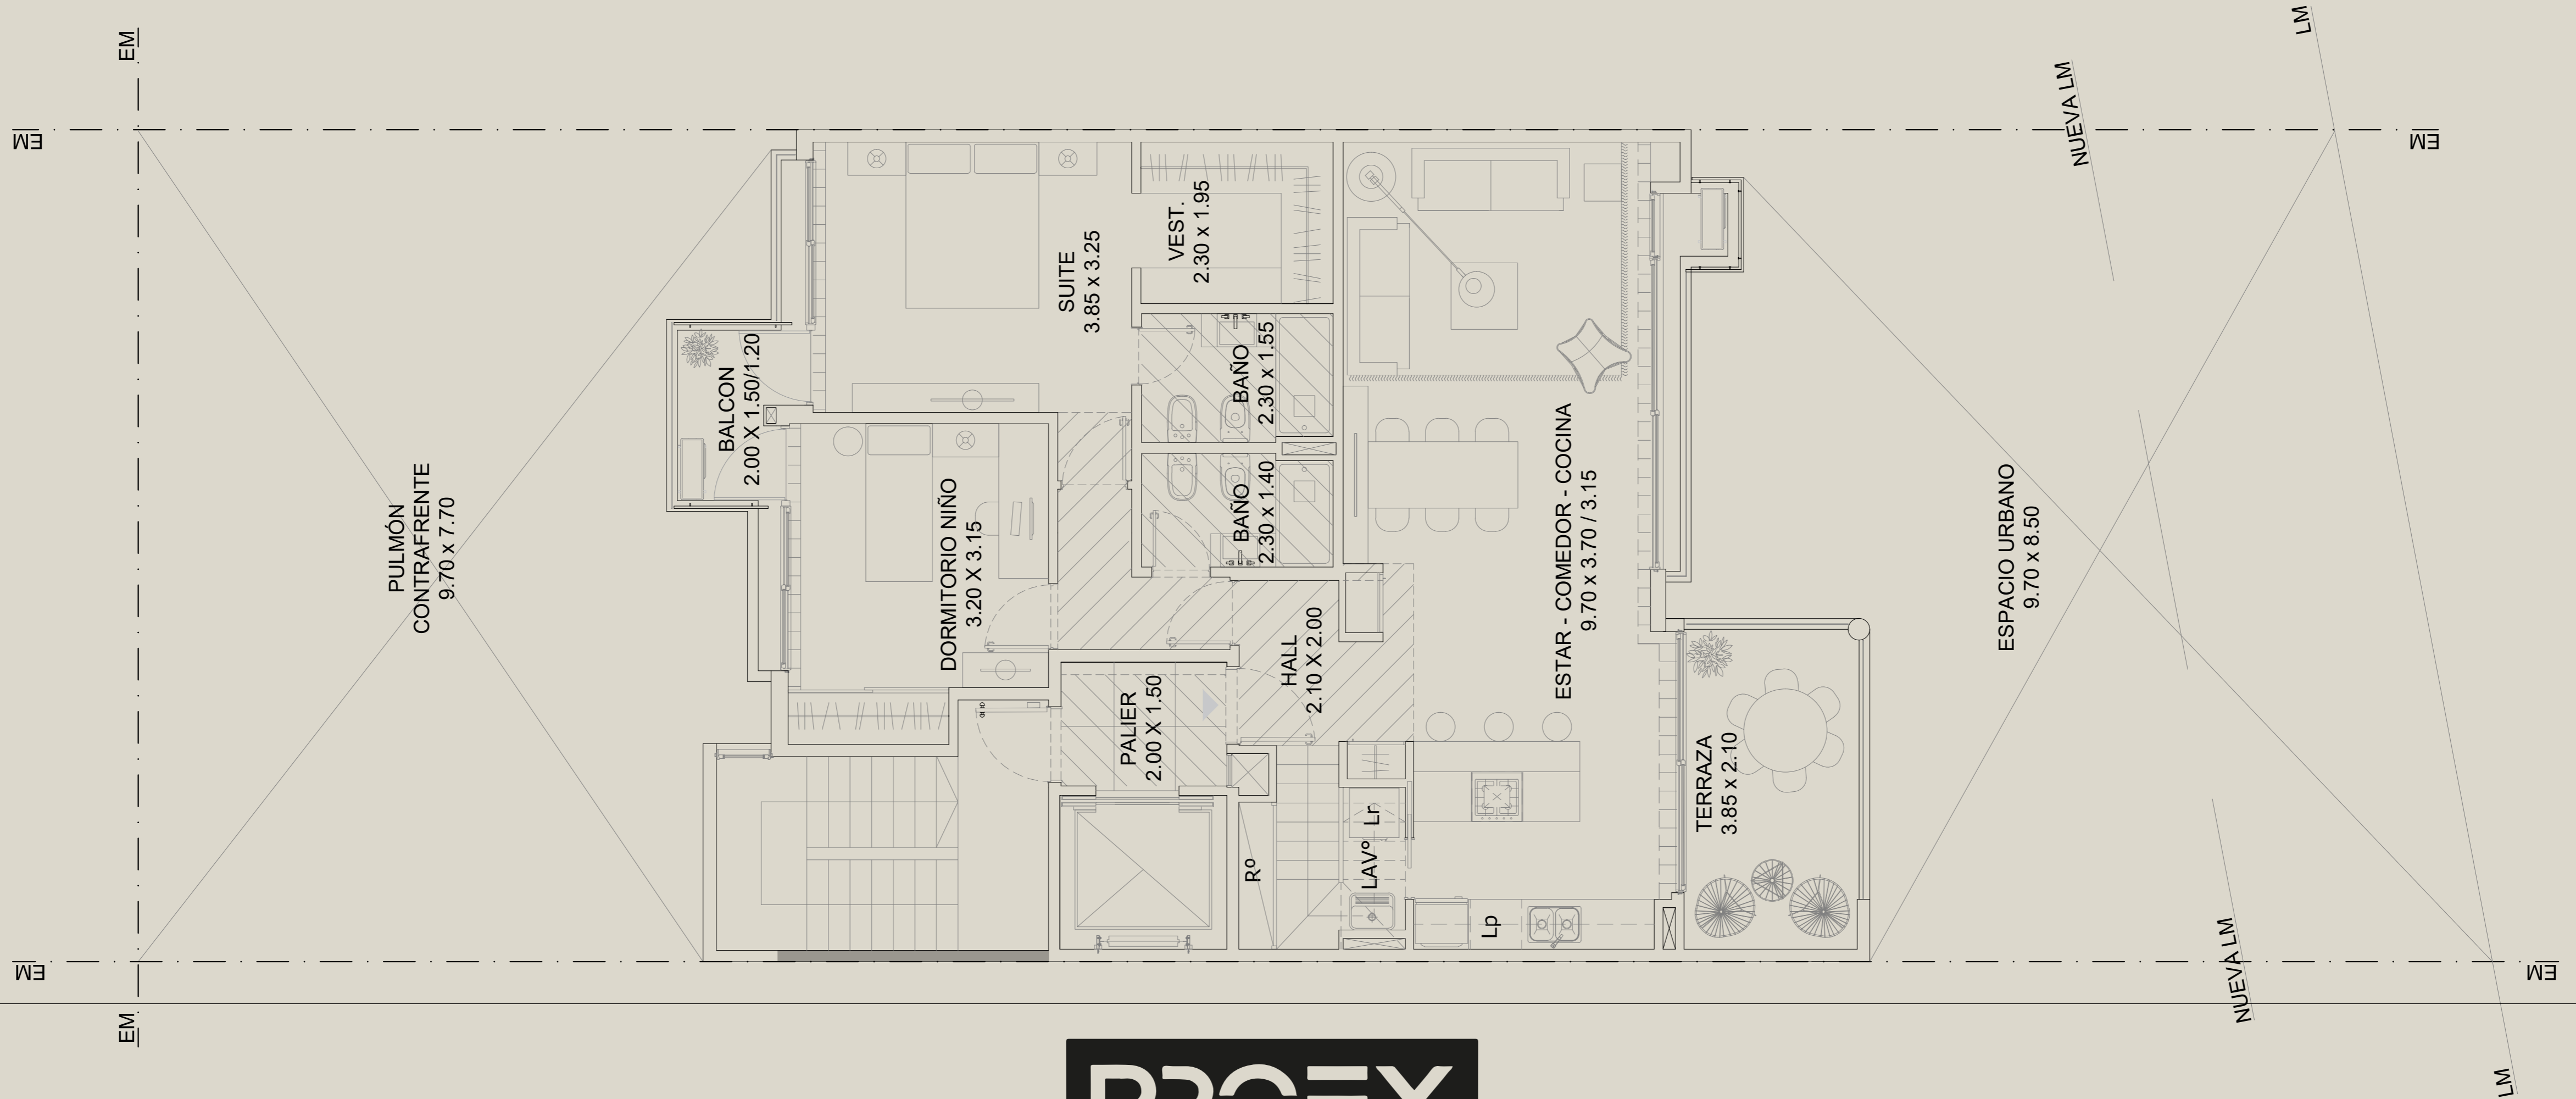 EM
EM
PULMÓN
CONTRAFRENTE
9.70 x 7.70
EM
EM
BALCON
2.00 X 1.50/1.20
SUITE
3.85 x 3.25
VEST.
2.30 x 1.95
BAÑO
2.30 x 1.55
BAÑO
2.30 x 1.40
DORMITORIO NIÑO
3.20 X 3.15
PALIER
2.00 X 1.50
HALL
2.10 X 2.00
Rº
LAVº
Lr
Lp
ESTAR - COMEDOR - COCINA
9.70 x 3.70 / 3.15
TERRAZA
3.85 x 2.10
ESPACIO URBANO
9.70 x 8.50
NUEVA LM
LM
EM
NUEVA LM
EM
LM